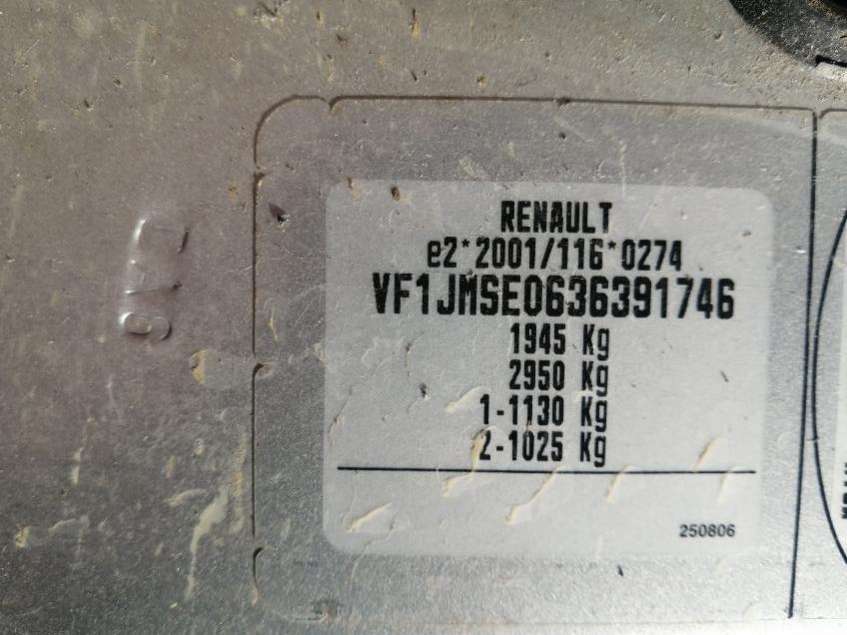 RENAULT
e2*2001/116*0274
VF1JMSE0636391746
1945 Kg
2950 Kg
1-1130 Kg
2-1025 Kg
250806